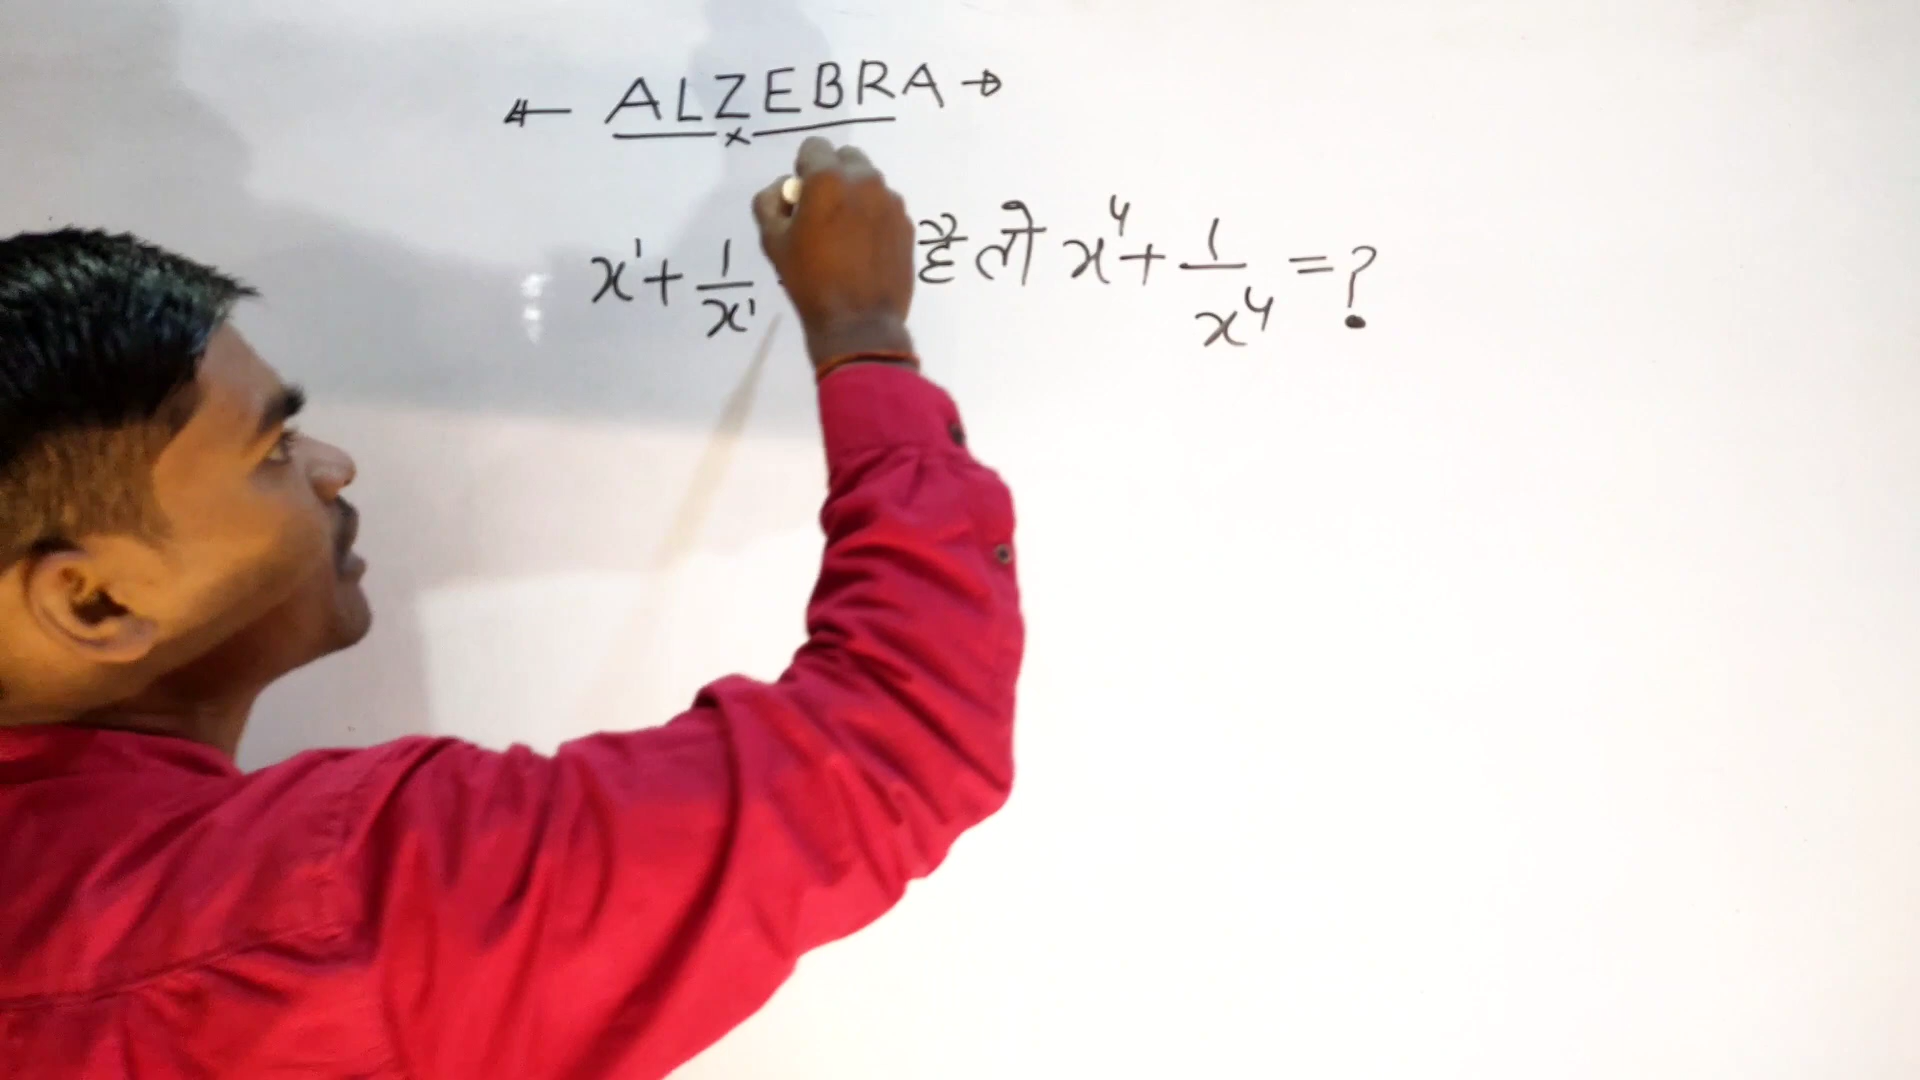 ← ALZEBRA →
x¹ + 1/x¹ है तो x⁴ + 1/x⁴ = ?